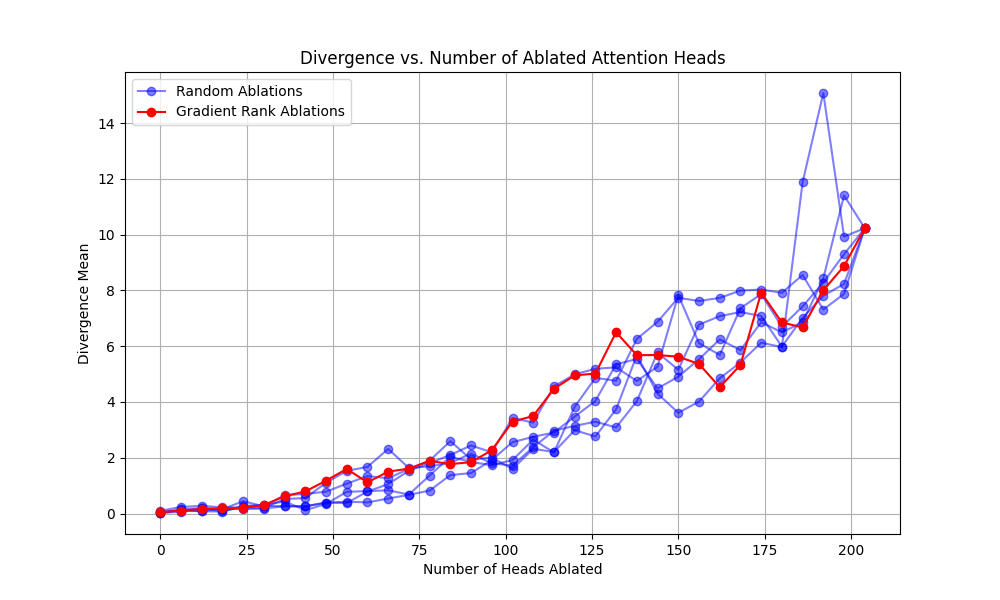 Divergence vs. Number of Ablated Attention Heads
Random Ablations
Gradient Rank Ablations
Divergence Mean
14
12
10
8
6
4
2
0
0 25 50 75 100 125 150 175 200
Number of Heads Ablated